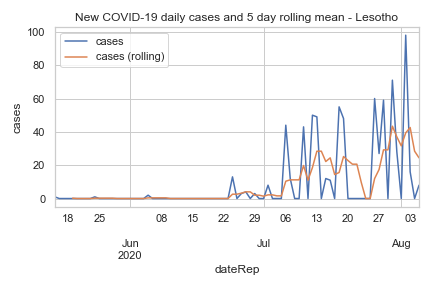 New COVID-19 daily cases and 5 day rolling mean - Lesotho
cases
cases (rolling)
100
80
60
40
20
0
cases
18 25 08 15 22 29 06 13 20 27 03
Jun Jul Aug
2020
dateRep